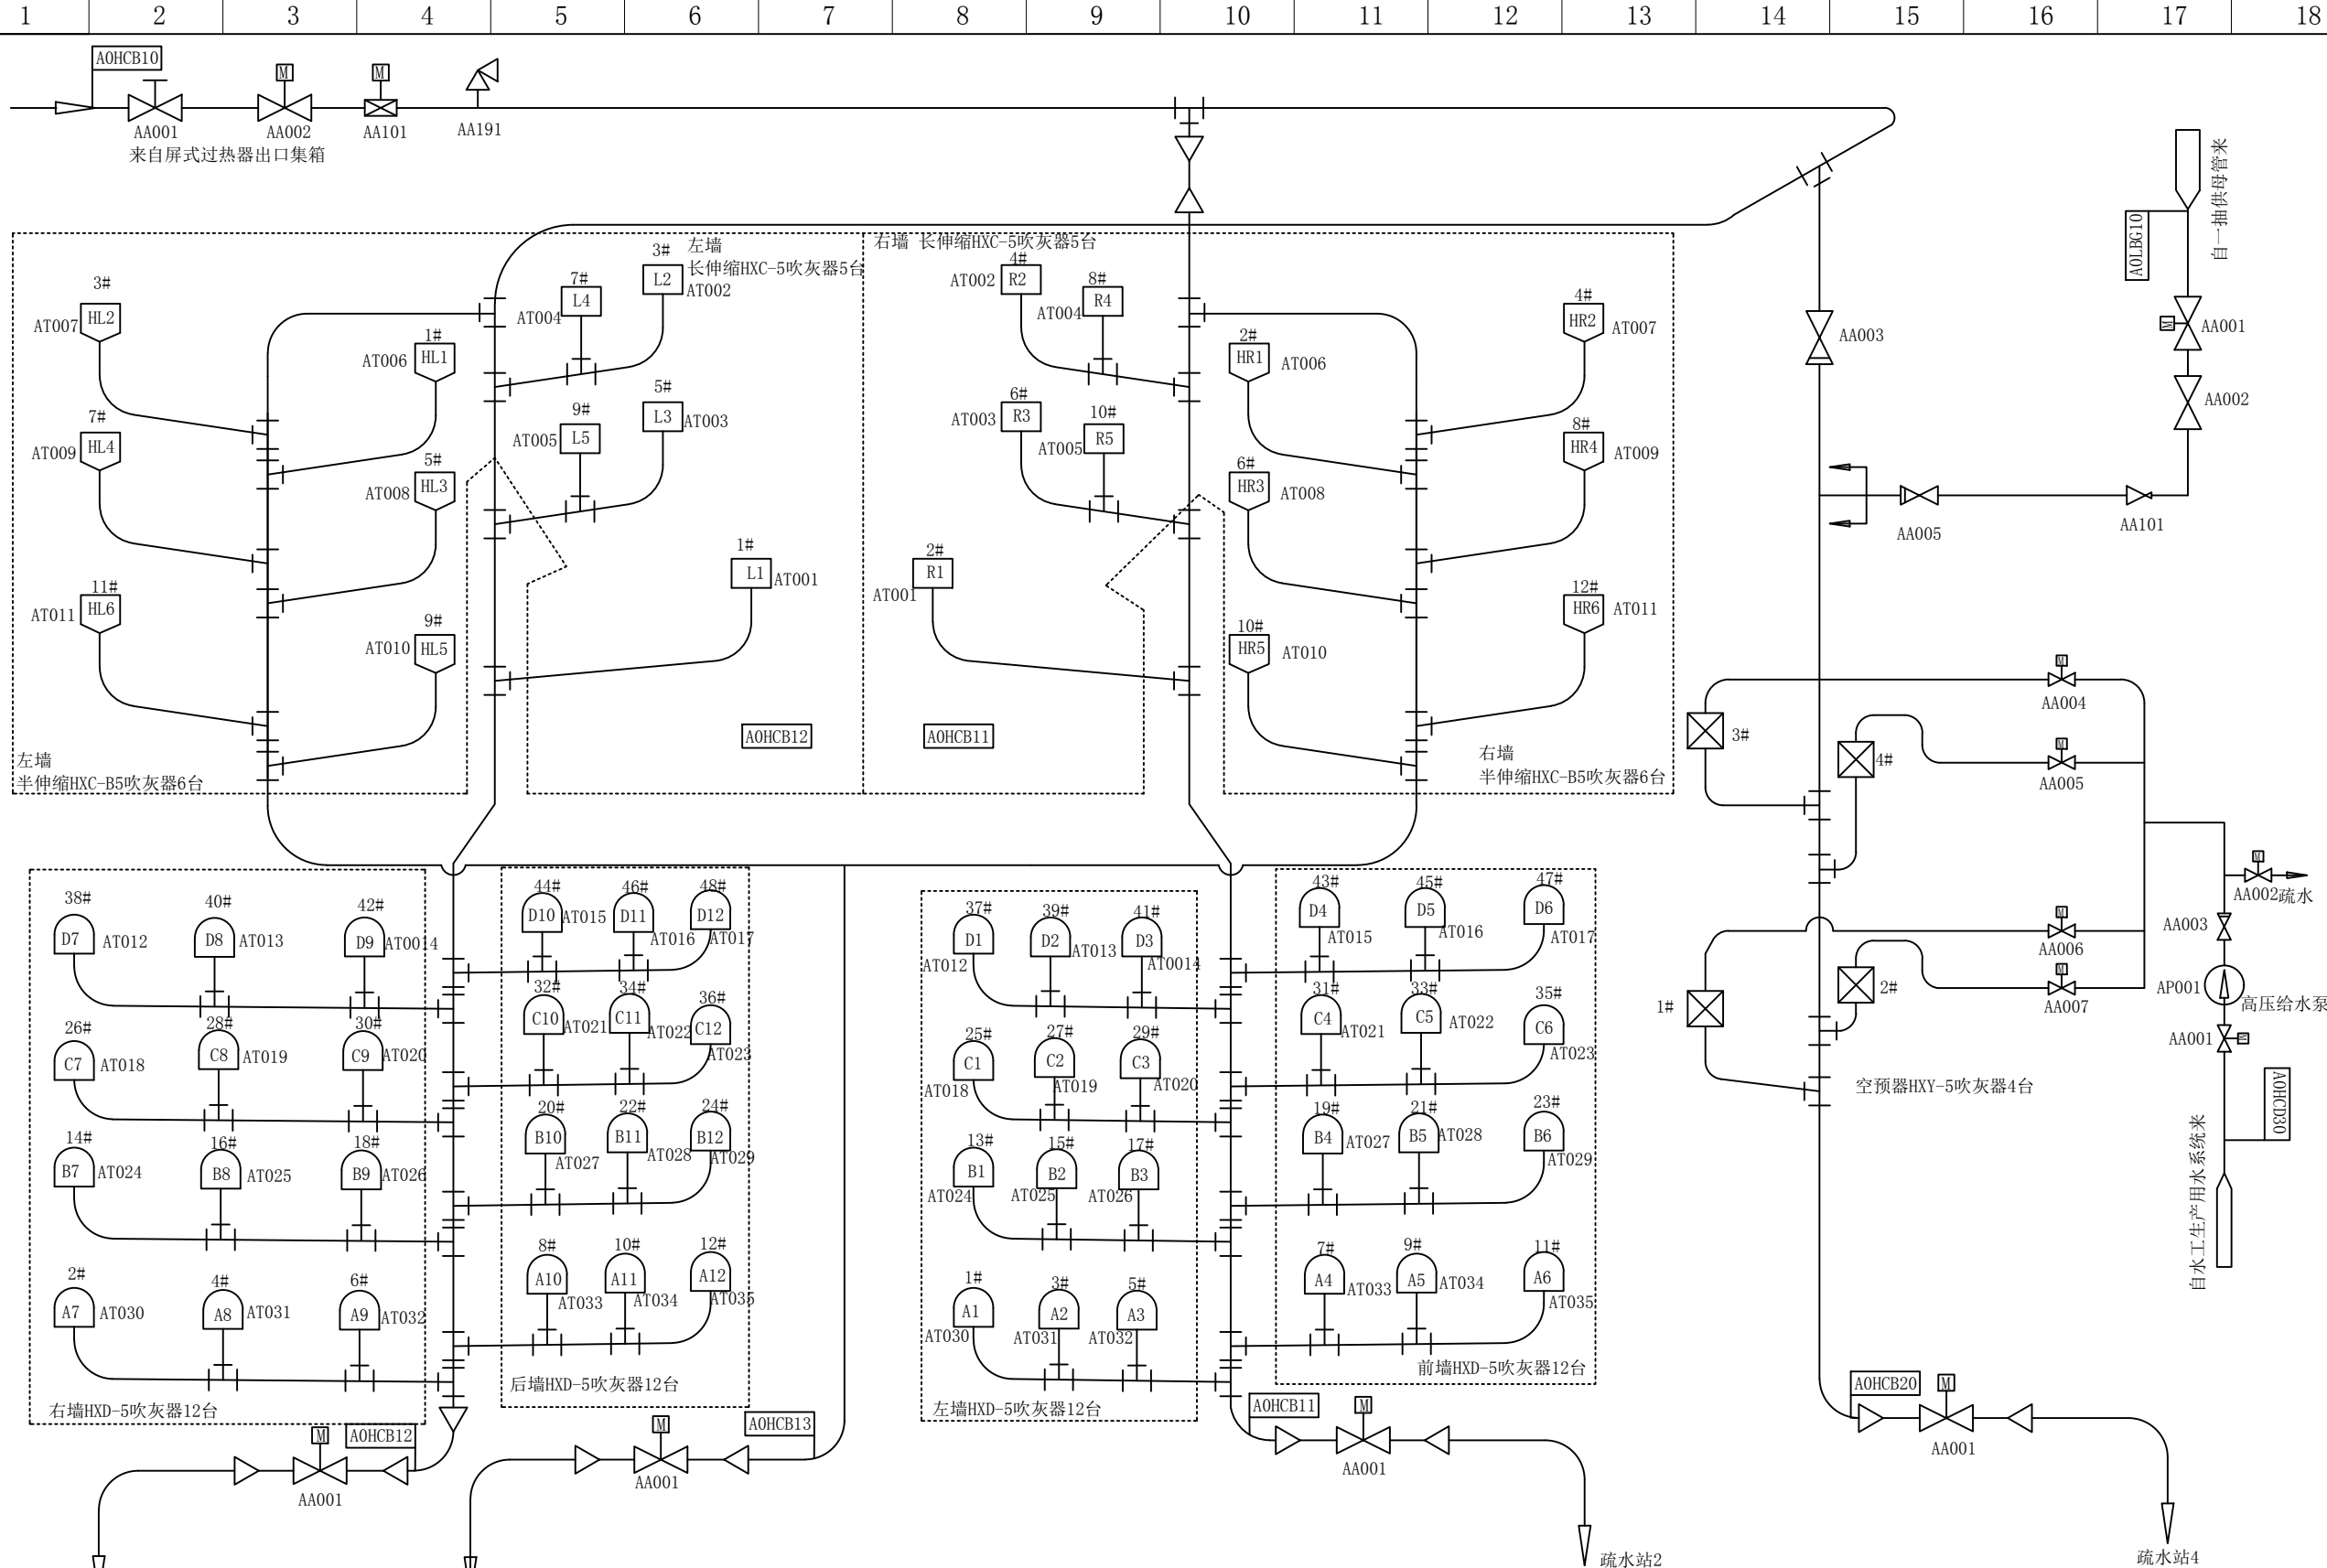 1 2 3 4 5 6 7 8 9 10 11 12 13 14 15 16 17 18
A0HCB10
M M
AA001 AA002 AA101 AA191
来自屏式过热器出口集箱
自一抽供母管来
A0LBG10
M
AA001
AA002
AA003
AA005
AA101
左墙
长伸缩HXC-5吹灰器5台
右墙 长伸缩HXC-5吹灰器5台
3#
HL2
AT007
1#
HL1
AT006
7#
HL4
AT009
5#
HL3
AT008
11#
HL6
AT011
9#
HL5
AT010
左墙
半伸缩HXC-B5吹灰器6台
7#
L4
AT004
3#
L2
AT002
9#
L5
AT005
5#
L3
AT003
1#
L1
AT001
A0HCB12
4#
R2
AT002
8#
R4
AT004
6#
R3
AT003
10#
R5
AT005
2#
R1
AT001
A0HCB11
2#
HR1
AT006
4#
HR2
AT007
6#
HR3
AT008
8#
HR4
AT009
10#
HR5
AT010
12#
HR6
AT011
右墙
半伸缩HXC-B5吹灰器6台
3#
4#
1#
2#
M
AA004
M
AA005
M
AA006
M
AA007
M
AA002疏水
AA003
AP001
高压给水泵
AA001
M
A0HCD30
自水工生产用水系统来
空预器HXY-5吹灰器4台
38#
D7
AT012
40#
D8
AT013
42#
D9
AT0014
26#
C7
AT018
28#
C8
AT019
30#
C9
AT020
14#
B7
AT024
16#
B8
AT025
18#
B9
AT026
2#
A7
AT030
4#
A8
AT031
6#
A9
AT032
右墙HXD-5吹灰器12台
44#
D10
AT015
46#
D11
AT016
48#
D12
AT017
32#
C10
AT021
34#
C11
AT022
36#
C12
AT023
20#
B10
AT027
22#
B11
AT028
24#
B12
AT029
8#
A10
AT033
10#
A11
AT034
12#
A12
AT035
后墙HXD-5吹灰器12台
37#
D1
AT012
39#
D2
AT013
41#
D3
AT0014
25#
C1
AT018
27#
C2
AT019
29#
C3
AT020
13#
B1
AT024
15#
B2
AT025
17#
B3
AT026
1#
A1
AT030
3#
A2
AT031
5#
A3
AT032
左墙HXD-5吹灰器12台
43#
D4
AT015
45#
D5
AT016
47#
D6
AT017
31#
C4
AT021
33#
C5
AT022
35#
C6
AT023
19#
B4
AT027
21#
B5
AT028
23#
B6
AT029
7#
A4
AT033
9#
A5
AT034
11#
A6
AT035
前墙HXD-5吹灰器12台
A0HCB12
M
AA001
A0HCB13
M
AA001
A0HCB11
M
AA001
疏水站2
A0HCB20
M
AA001
疏水站4